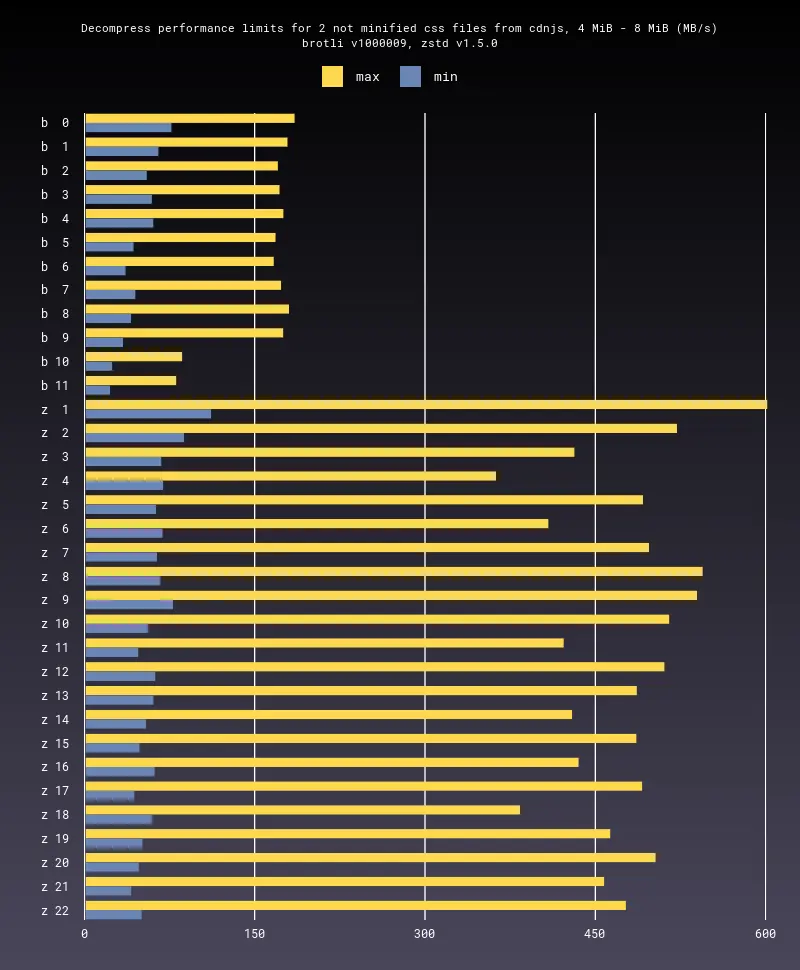 Decompress performance limits for 2 not minified css files from cdnjs, 4 MiB - 8 MiB (MB/s)
brotli v1000009, zstd v1.5.0
max min
b 0
b 1
b 2
b 3
b 4
b 5
b 6
b 7
b 8
b 9
b 10
b 11
z 1
z 2
z 3
z 4
z 5
z 6
z 7
z 8
z 9
z 10
z 11
z 12
z 13
z 14
z 15
z 16
z 17
z 18
z 19
z 20
z 21
z 22
0 150 300 450 600